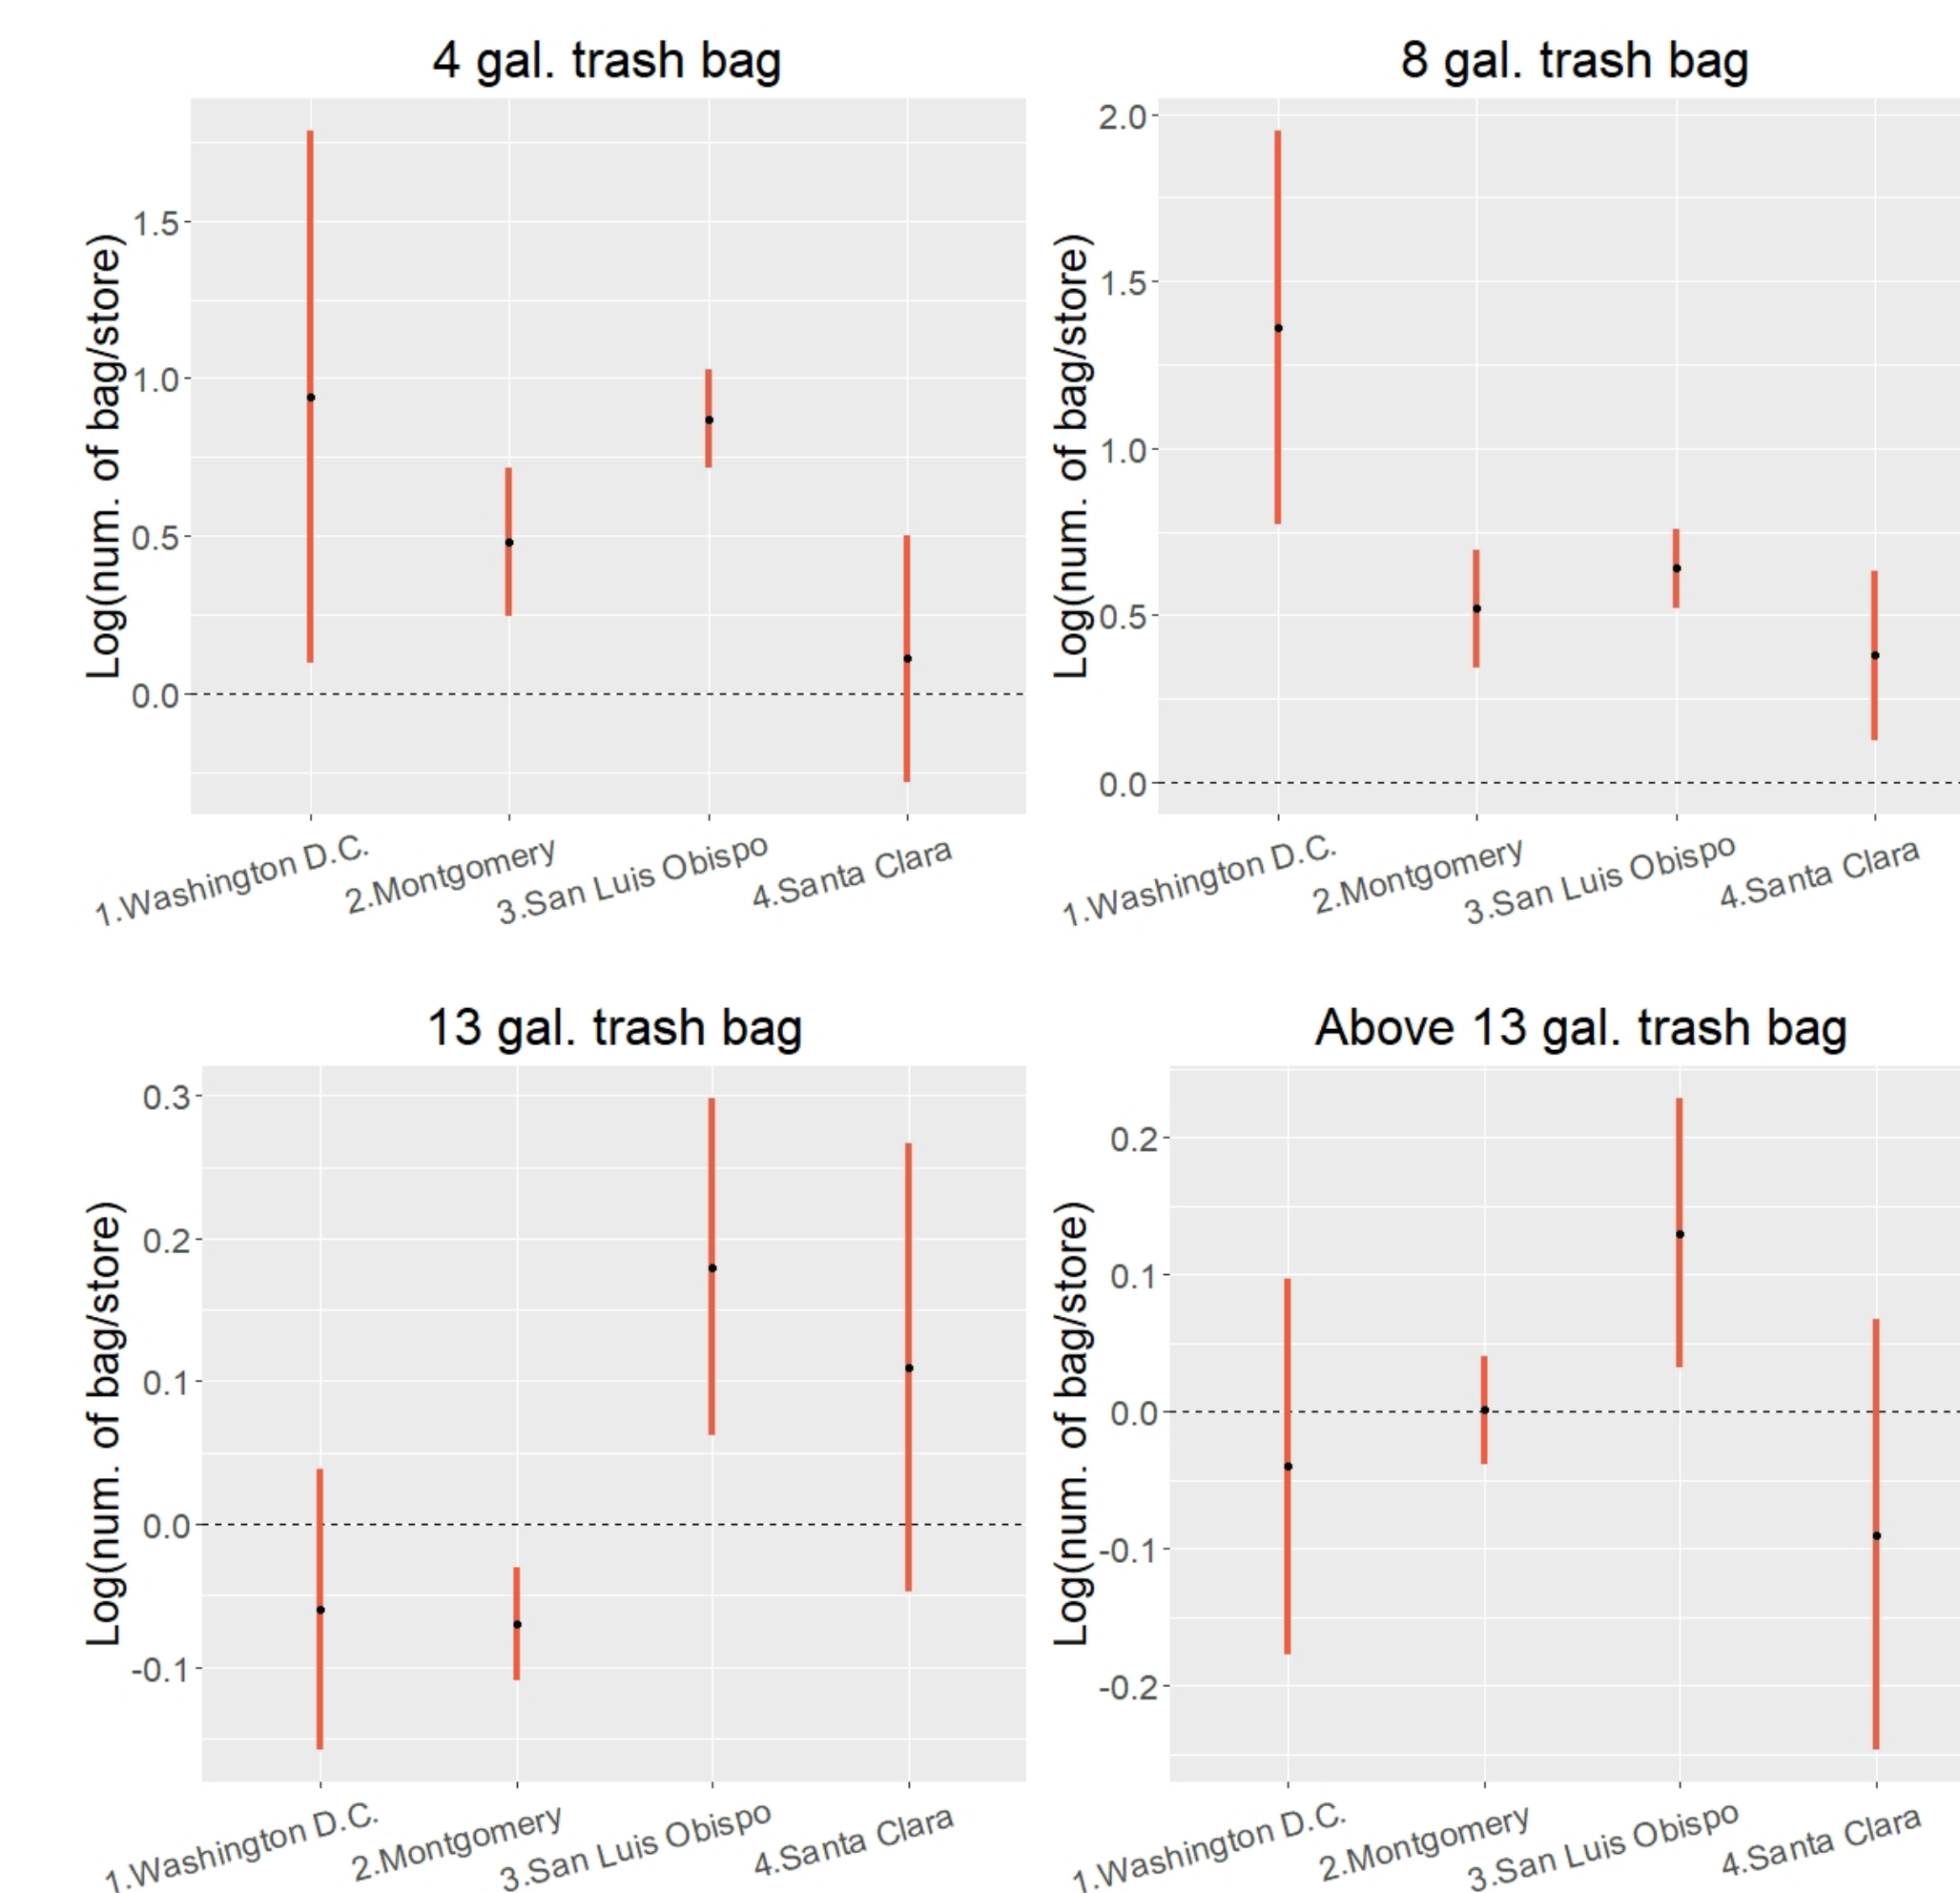 4 gal. trash bag
Log(num. of bag/store)
1.5
1.0
0.5
0.0
1.Washington D.C.
2.Montgomery
3.San Luis Obispo
4.Santa Clara
8 gal. trash bag
Log(num. of bag/store)
2.0
1.5
1.0
0.5
0.0
1.Washington D.C.
2.Montgomery
3.San Luis Obispo
4.Santa Clara
13 gal. trash bag
Log(num. of bag/store)
0.3
0.2
0.1
0.0
-0.1
1.Washington D.C.
2.Montgomery
3.San Luis Obispo
4.Santa Clara
Above 13 gal. trash bag
Log(num. of bag/store)
0.2
0.1
0.0
-0.1
-0.2
1.Washington D.C.
2.Montgomery
3.San Luis Obispo
4.Santa Clara